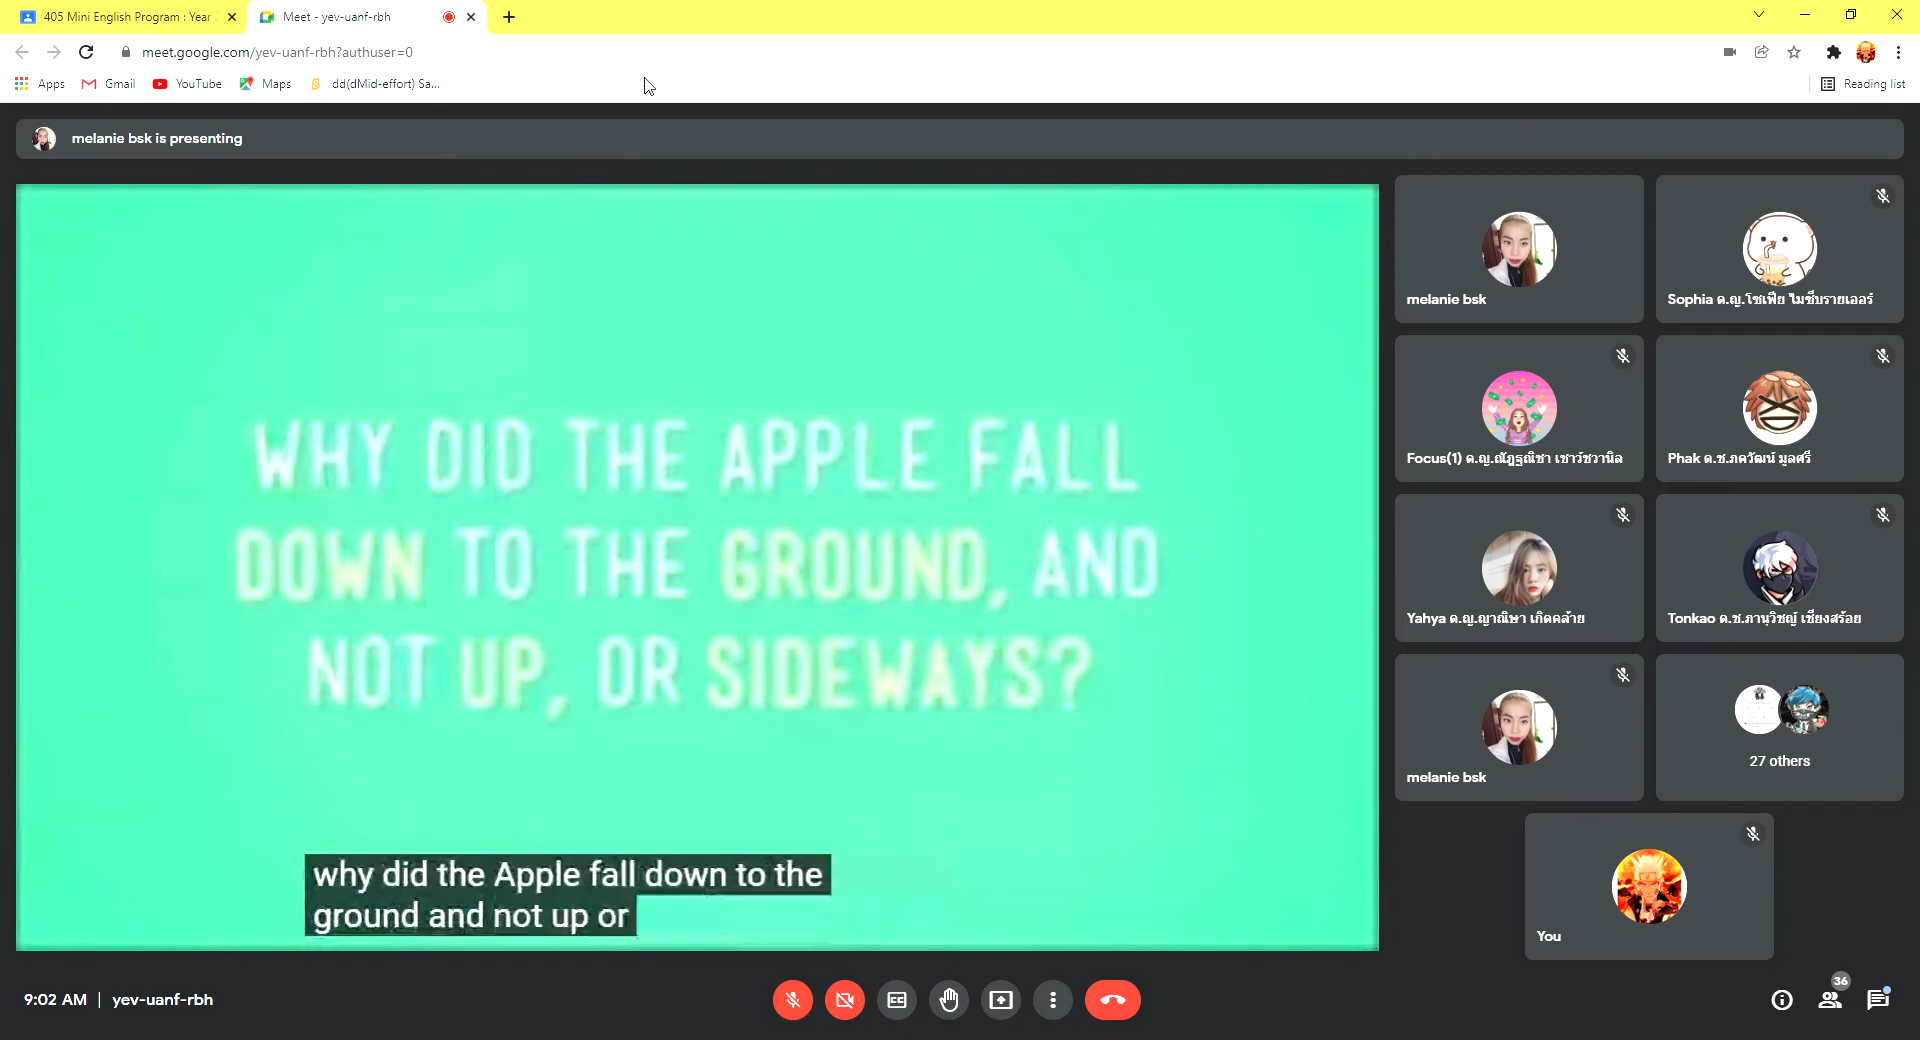 405 Mini English Program : Year
Meet - yev-uanf-rbh
meet.google.com/yev-uanf-rbh?authuser=0
Apps
Gmail
YouTube
Maps
dd(dMid-effort) Sa...
Reading list
melanie bsk is presenting
WHY DID THE APPLE FALL
DOWN TO THE GROUND, AND
NOT UP, OR SIDEWAYS?
why did the Apple fall down to the
ground and not up or
melanie bsk
Sophia ด.ญ.โซเฟีย ไมซึ่บรายเออร์
Focus(1) ด.ญ.ณัฏฐณิชา เชาว์ชวานิล
Phak ด.ช.ภควัฒน์ มูลศรี
Yahya ด.ญ.ญาณิษา เกิดคล้าย
Tonkao ด.ช.ภานุวิชญ์ เชียงสร้อย
melanie bsk
27 others
You
9:02 AM | yev-uanf-rbh
36